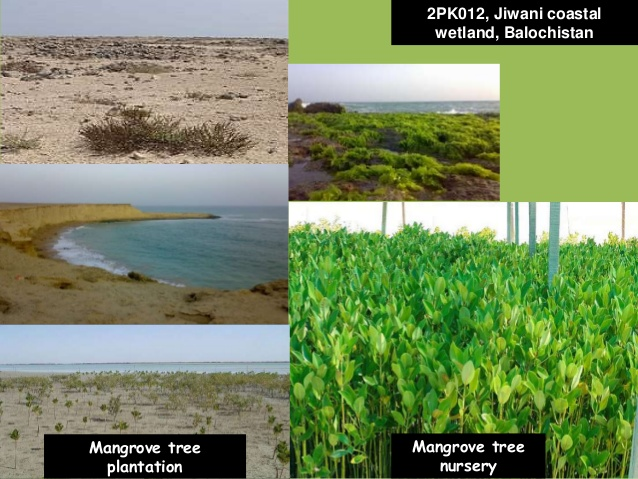 2PK012, Jiwani coastal
wetland, Balochistan
Mangrove tree
plantation
Mangrove tree
nursery